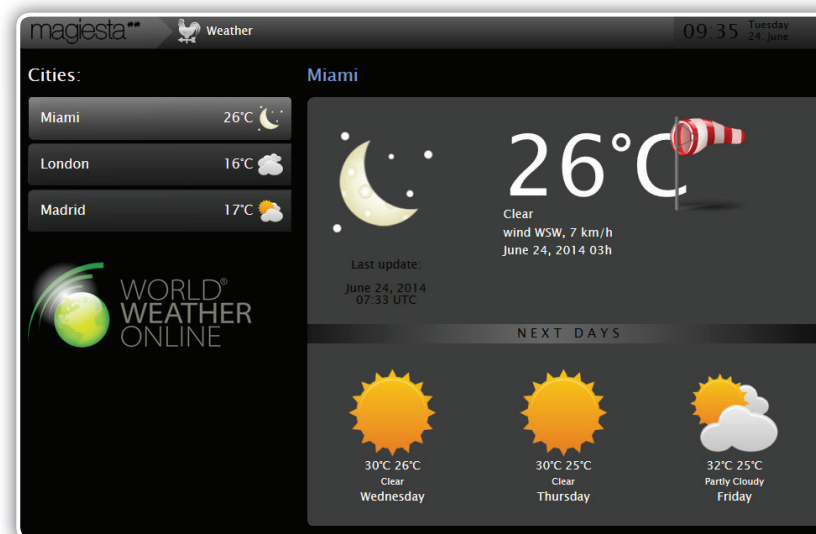 magiesta**
Weather
09:35
Tuesday
24. June
Cities:
Miami 26°C
London 16°C
Madrid 17°C
WORLD®
WEATHER
ONLINE
Miami
26°C
Clear
wind WSW, 7 km/h
June 24, 2014 03h
Last update:
June 24, 2014
07:33 UTC
NEXT DAYS
30°C 26°C
Clear
Wednesday
30°C 25°C
Clear
Thursday
32°C 25°C
Partly Cloudy
Friday